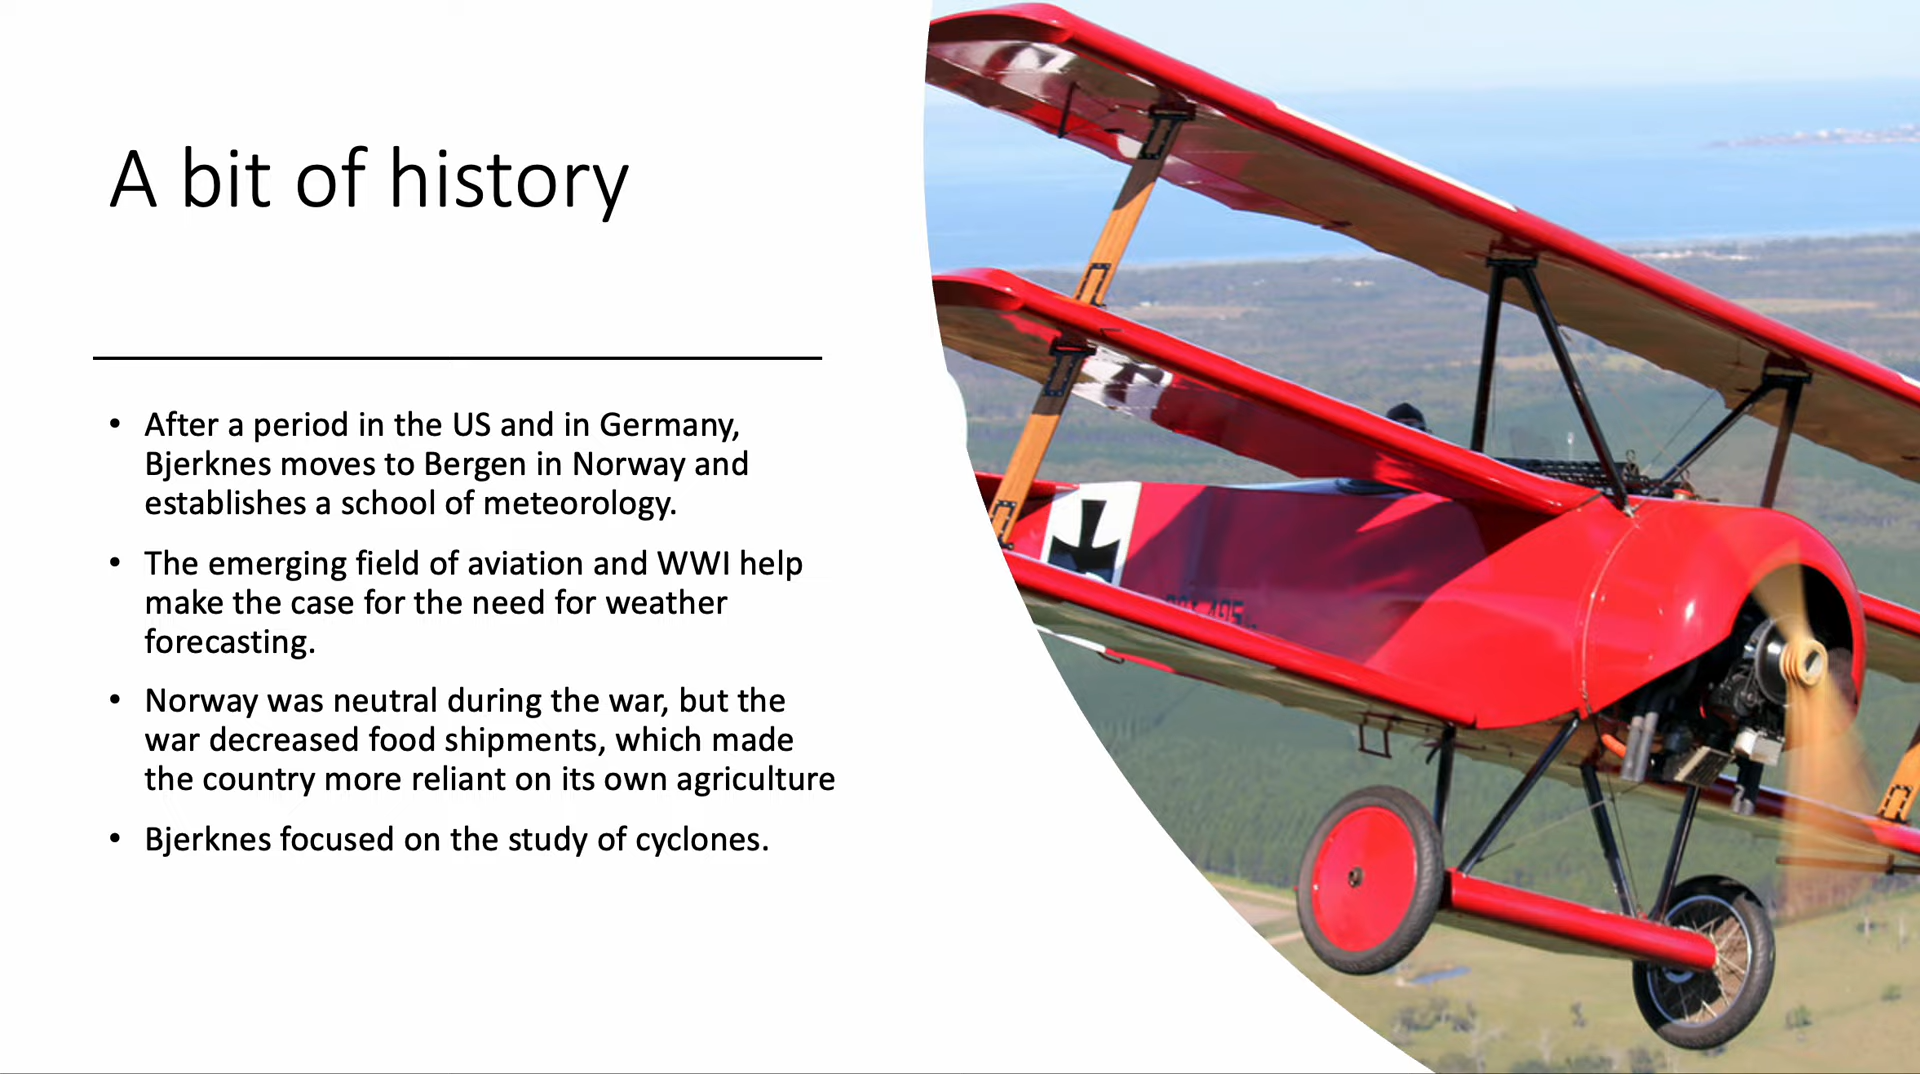 A bit of history
• After a period in the US and in Germany,
Bjerknes moves to Bergen in Norway and
establishes a school of meteorology.
• The emerging field of aviation and WWI help
make the case for the need for weather
forecasting.
• Norway was neutral during the war, but the
war decreased food shipments, which made
the country more reliant on its own agriculture
• Bjerknes focused on the study of cyclones.